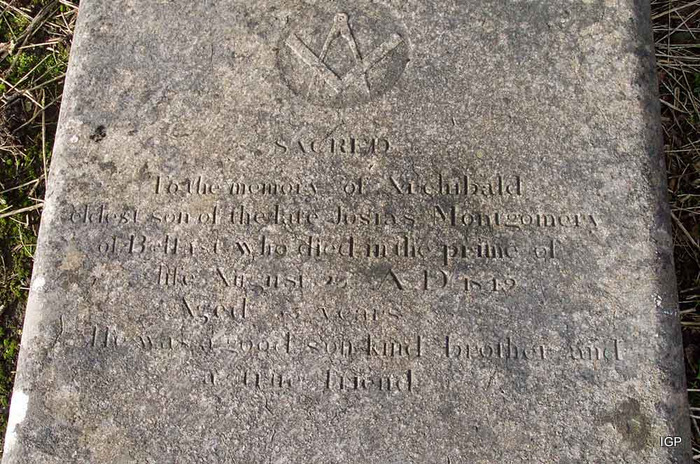 SACRED
To the memory of Archibald
eldest son of the late Josias Montgomery
of Belfast who died in the prime of
life August A.D 1849
Aged years
He was a good son kind brother and
a true friend
IGP